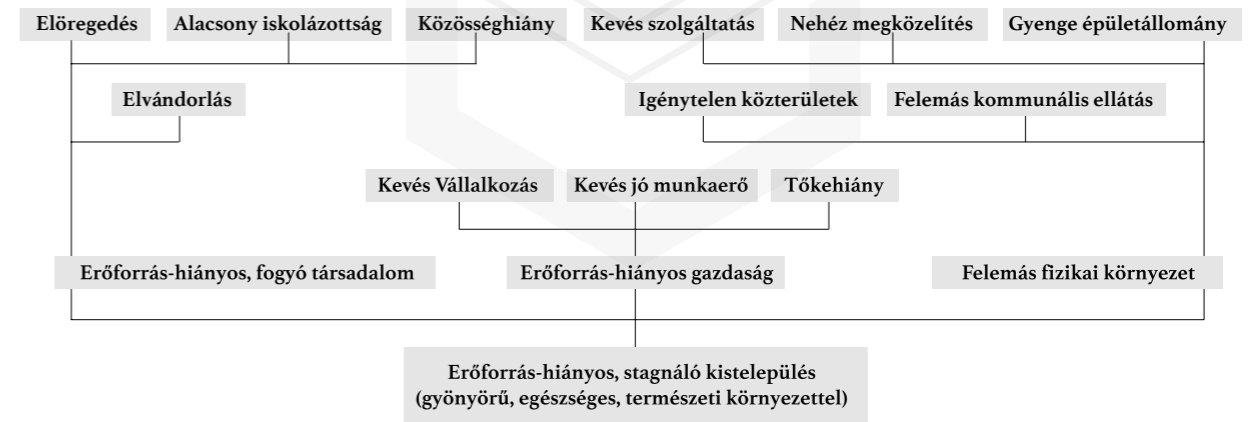 Elöregedés
Alacsony iskolázottság
Közösséghiány
Kevés szolgáltatás
Nehéz megközelítés
Gyenge épületállomány
Elvándorlás
Igénytelen közterületek
Felemás kommunális ellátás
Kevés Vállalkozás
Kevés jó munkaerő
Tőkehiány
Erőforrás-hiányos, fogyó társadalom
Erőforrás-hiányos gazdaság
Felemás fizikai környezet
Erőforrás-hiányos, stagnáló kistelepülés
(gyönyörű, egészséges, természeti környezettel)